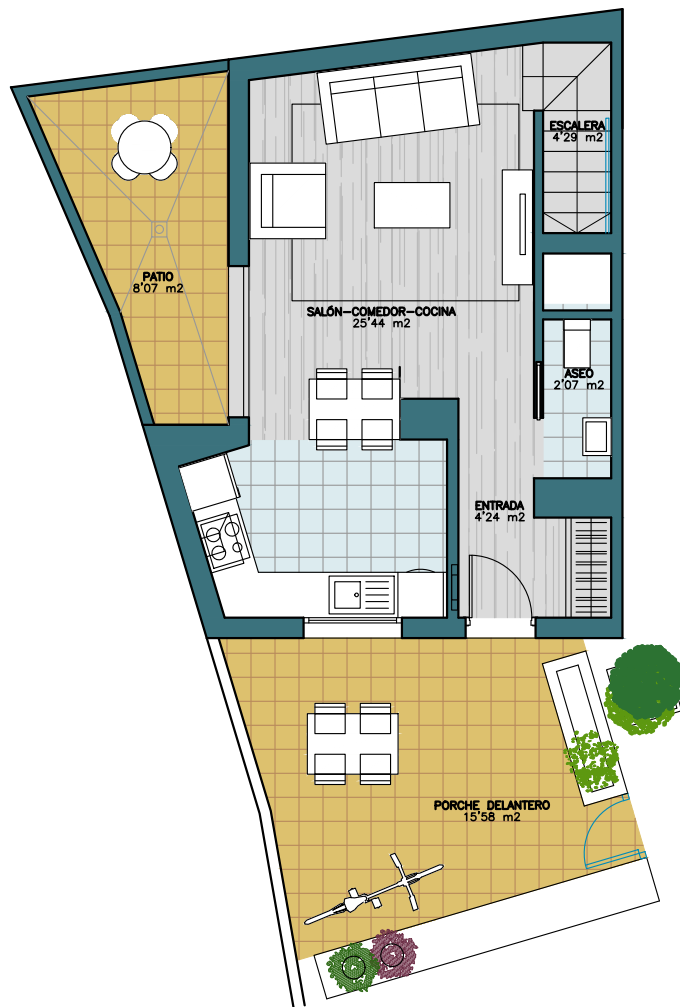 ESCALERA
4'29 m2
PATIO
8'07 m2
SALÓN-COMEDOR-COCINA
25'44 m2
ASEO
2'07 m2
ENTRADA
4'24 m2
PORCHE DELANTERO
15'58 m2